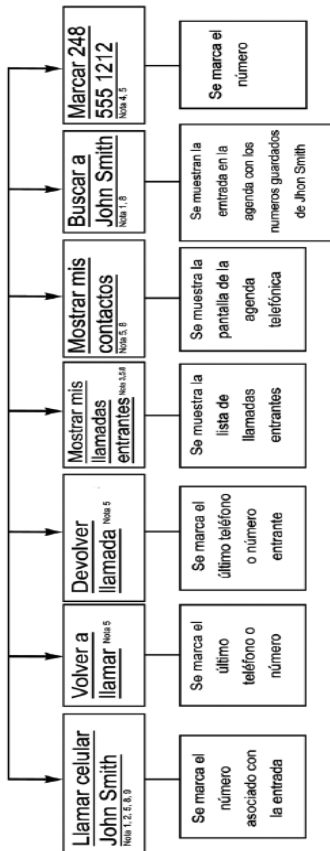 Llamar celular
John Smith
Nota 1, 2, 5, 8, 9
Volver a
llamar Nota 5
Devolver
llamada Nota 5
Mostrar mis
llamadas
entrantes Note 3,5,8
Mostrar mis
contactos
Nota 5, 8
Buscar a
John Smith
Nota 1, 8
Marcar 248
555 1212
Nota 4, 5
Se marca el
número
asociado con
la entrada
Se marca el
último
teléfono o
número
Se marca el
último teléfono
o número
entrante
Se muestra la
lista de
llamadas
entrantes
Se muestra la
pantalla de la
agenda
telefónica
Se muestran la
emtrada en la
agenda con los
numeros guardados
de Jhon Smith
Se marca el
número